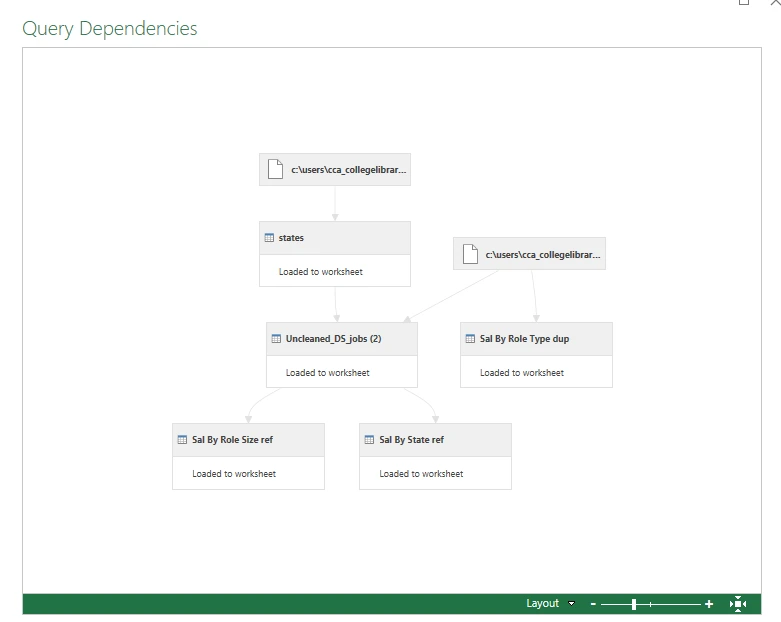 Query Dependencies
c:\users\cca_collegelibrar...
states
Loaded to worksheet
c:\users\cca_collegelibrar...
Uncleaned_DS_jobs (2)
Loaded to worksheet
Sal By Role Type dup
Loaded to worksheet
Sal By Role Size ref
Loaded to worksheet
Sal By State ref
Loaded to worksheet
Layout